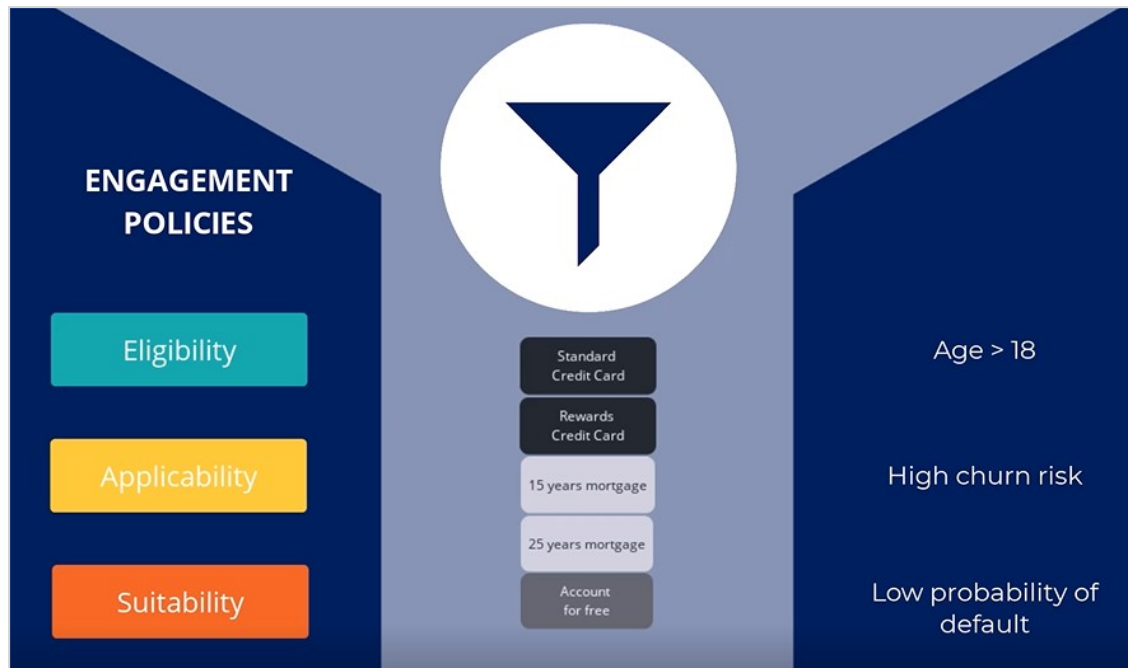 ENGAGEMENT
POLICIES
Eligibility
Applicability
Suitability
Standard
Credit Card
Rewards
Credit Card
15 years mortgage
25 years mortgage
Account
for free
Age > 18
High churn risk
Low probability of
default